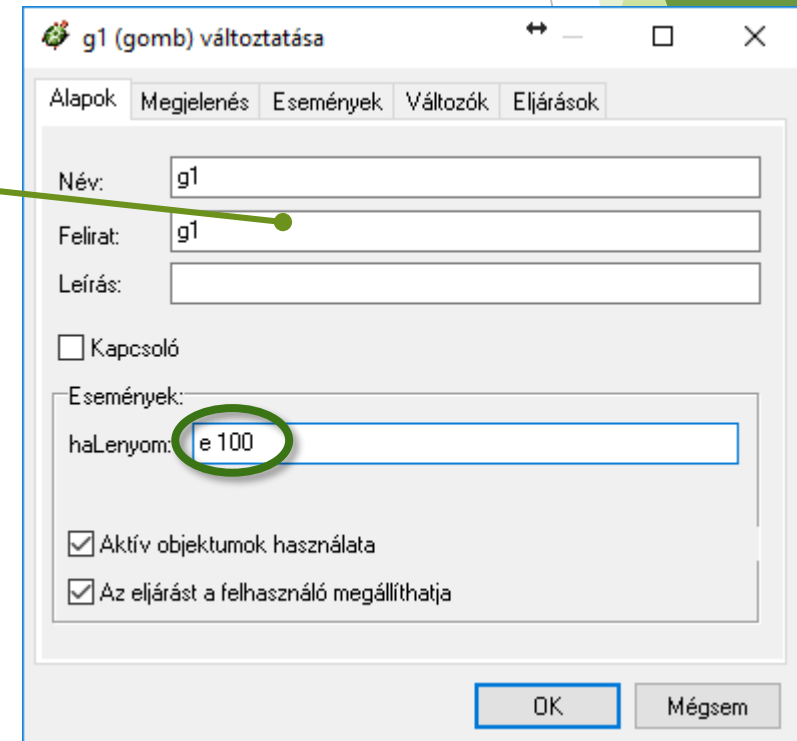 g1 (gomb) változtatása
Alapok Megjelenés Események Változók Eljárások
Név: g1
Felirat: g1
Leírás:
Kapcsoló
Események:
haLenyom: e 100
Aktív objektumok használata
Az eljárást a felhasználó megállíthatja
OK Mégsem